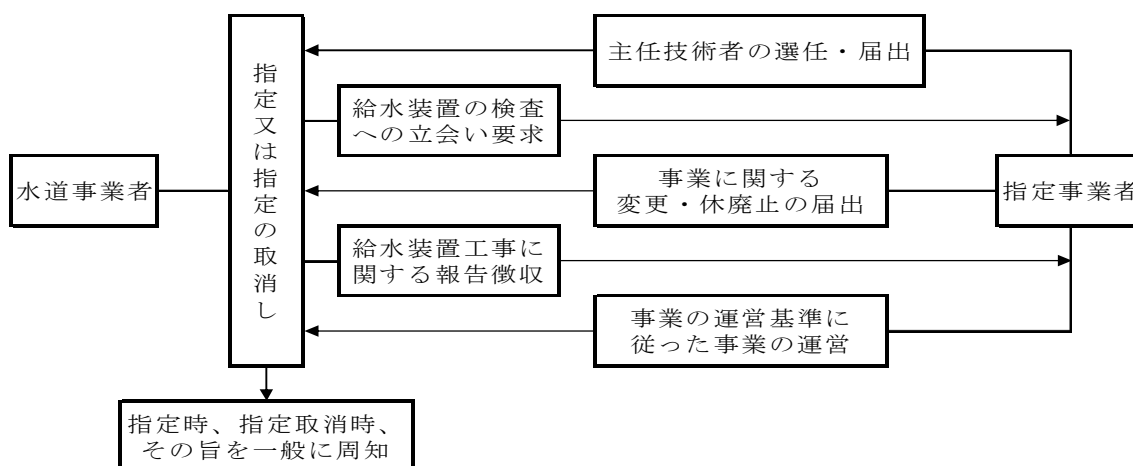 主任技術者の選任・届出
指定又は指定の取消し
給水装置の検査
への立会い要求
水道事業者
事業に関する
変更・休廃止の届出
指定事業者
給水装置工事に
関する報告徴収
事業の運営基準に
従った事業の運営
指定時、指定取消時、
その旨を一般に周知